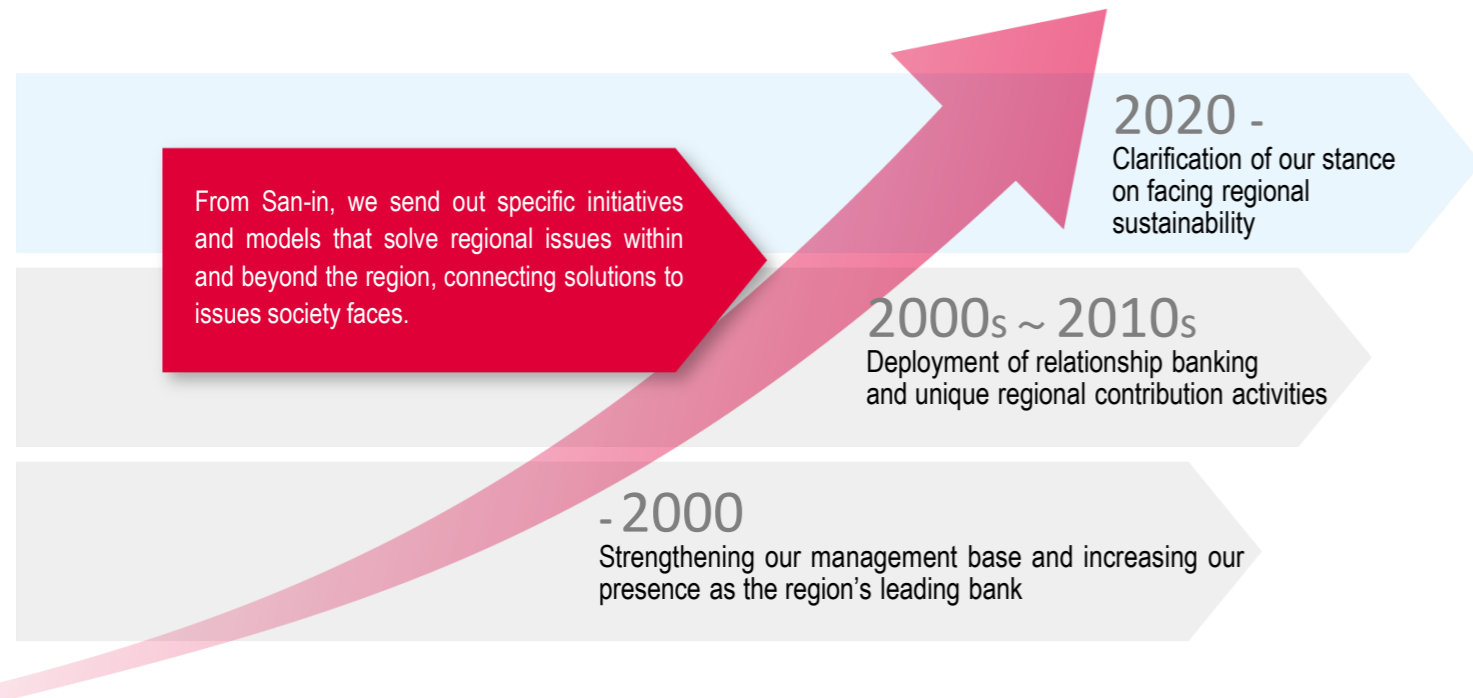 2020 -
Clarification of our stance
on facing regional
sustainability
From San-in, we send out specific initiatives
and models that solve regional issues within
and beyond the region, connecting solutions to
issues society faces.
2000s ~ 2010s
Deployment of relationship banking
and unique regional contribution activities
- 2000
Strengthening our management base and increasing our
presence as the region’s leading bank